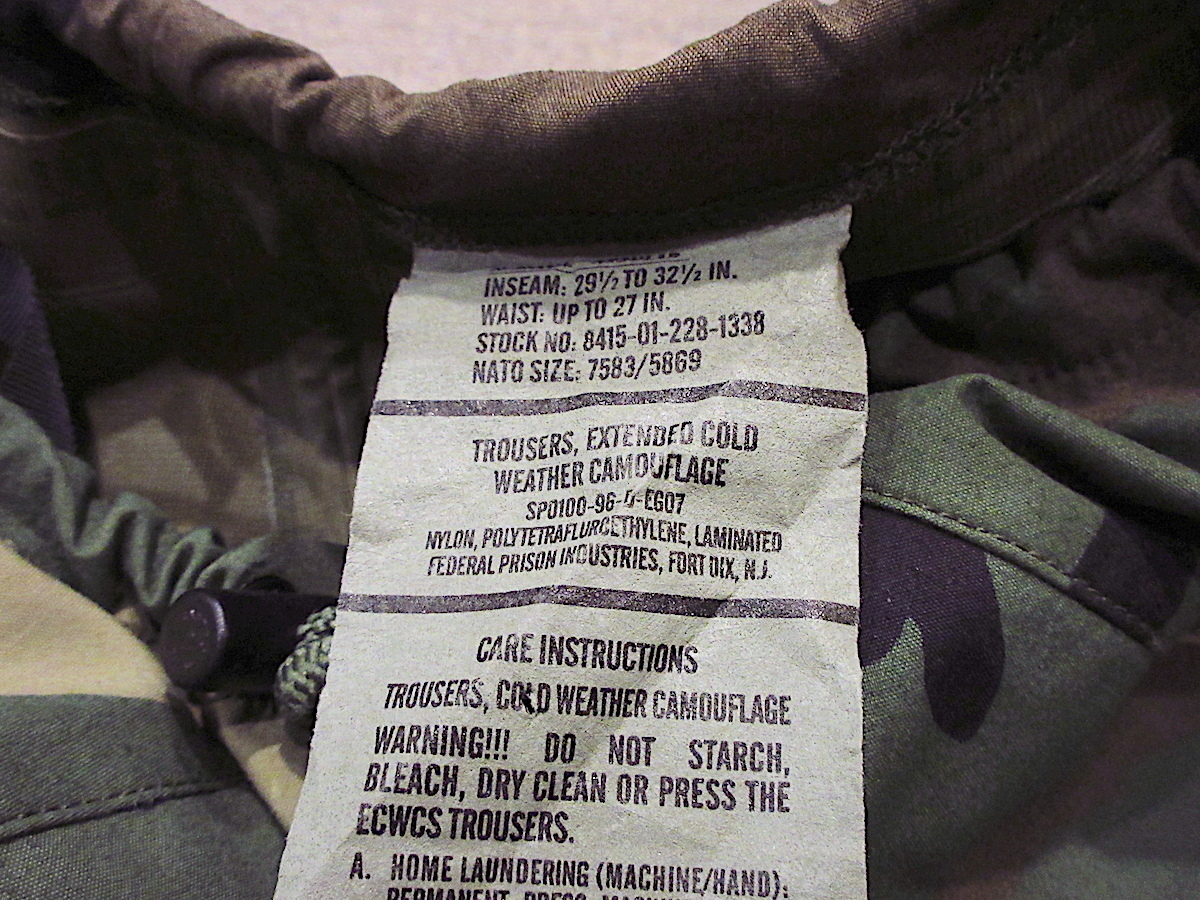 INSEAM: 29½ TO 32½ IN.
WAIST: UP TO 27 IN.
STOCK NO: 8415-01-228-1338
NATO SIZE: 7583/5869
TROUSERS, EXTENDED COLD
WEATHER CAMOUFLAGE
SP0100-96-D-EG07
NYLON, POLYTETRAFLUROETHYLENE, LAMINATED
FEDERAL PRISON INDUSTRIES, FORT DIX, N.J.
CARE INSTRUCTIONS
TROUSERS, COLD WEATHER CAMOUFLAGE
WARNING!!! DO NOT STARCH,
BLEACH, DRY CLEAN OR PRESS THE
ECWCS TROUSERS.
A. HOME LAUNDERING (MACHINE/HAND):
PERMANENT PRESS